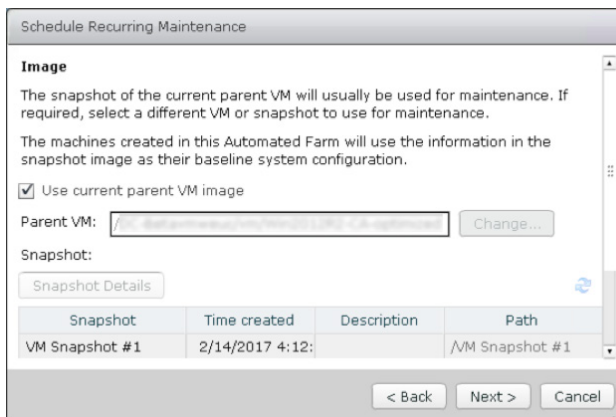 Schedule Recurring Maintenance
Image
The snapshot of the current parent VM will usually be used for maintenance. If
required, select a different VM or snapshot to use for maintenance.
The machines created in this Automated Farm will use the information in the
snapshot image as their baseline system configuration.
Use current parent VM image
Parent VM: / Change...
Snapshot:
Snapshot Details
Snapshot Time created Description Path
VM Snapshot #1 2/14/2017 4:12: /VM Snapshot #1
< Back Next > Cancel